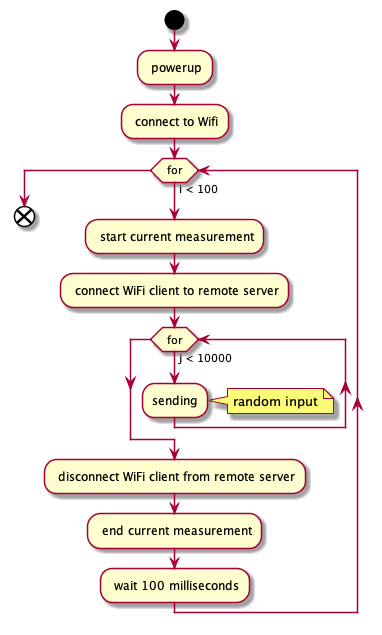 powerup
connect to Wifi
for
i < 100
start current measurement
connect WiFi client to remote server
for
j < 10000
sending
random input
disconnect WiFi client from remote server
end current measurement
wait 100 milliseconds